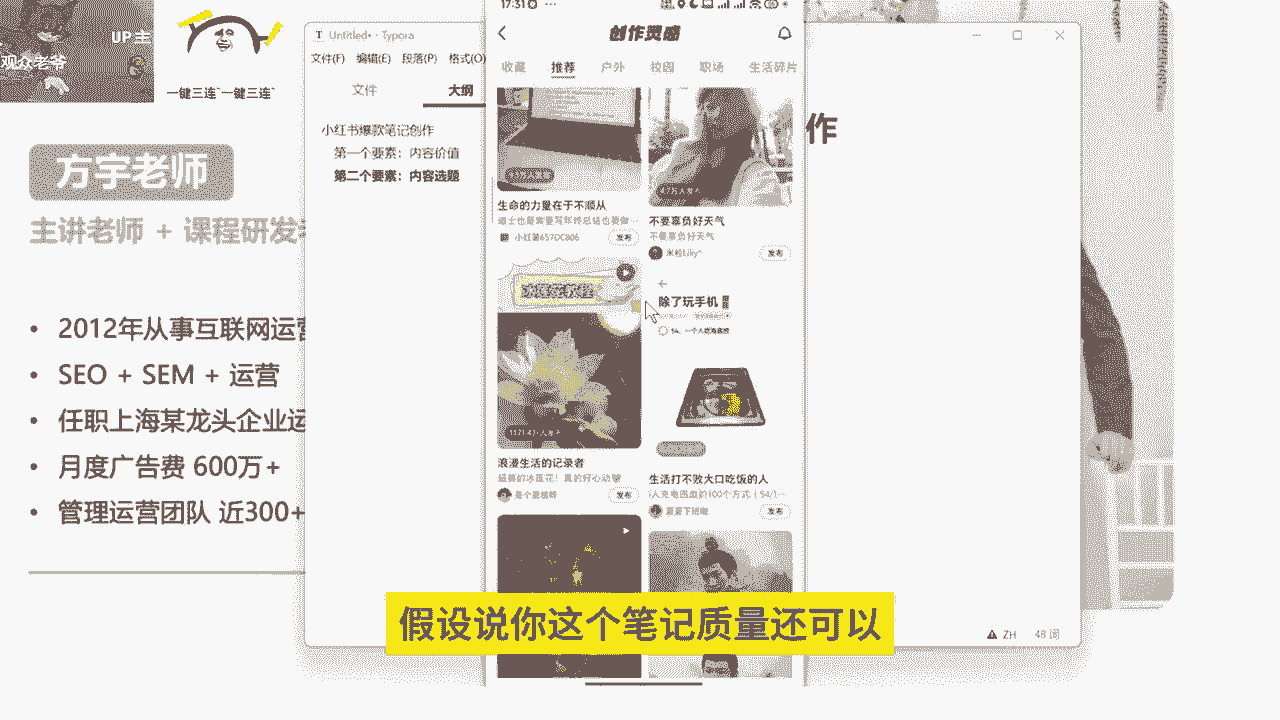 UP主
观众老爷
一键三连~一键三连~
方宇老师
主讲老师 + 课程研发
2012年从事互联网运营
SEO + SEM + 运营
任职上海某龙头企业运
月度广告费 600万+
管理运营团队 近300+
Untitled• - Typora
文件(F) 编辑(E) 段落(P) 格式(O)
文件 大纲
小红书爆款笔记创作
第一个要素：内容价值
第二个要素：内容选题
作
17:31
创作灵感
收藏 推荐 户外 校园 职场 生活碎片
生命的力量在于不顺从
小红薯657DC806 发布
不要辜负好天气
不要辜负好天气
米粒Liky^ 发布
除了玩手机
54、一个人吃海底捞
浪漫生活的记录者
发布
生活打不败大口吃饭的人
发布
假设说你这个笔记质量还可以
ZH 48 词